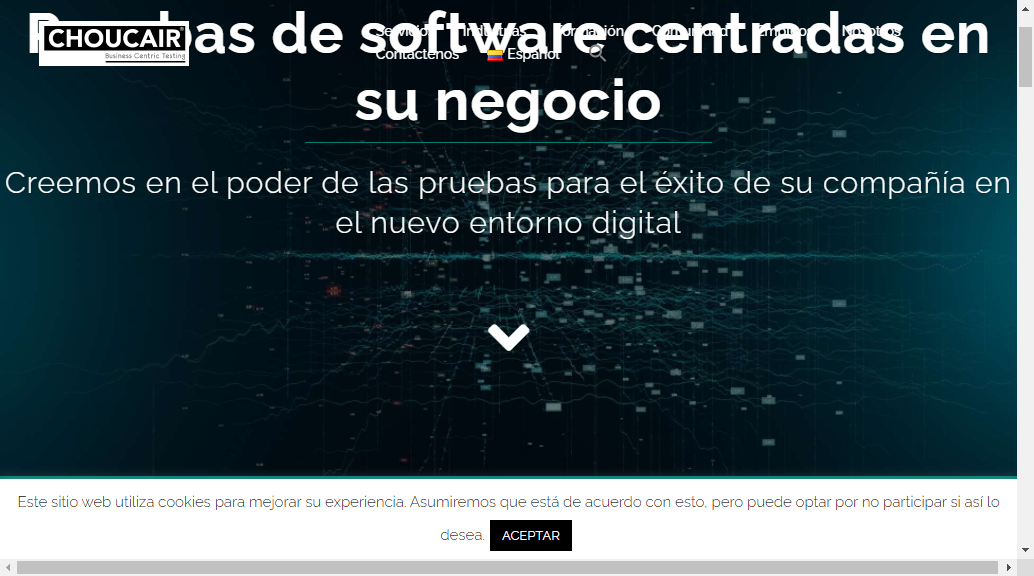 Pruebas de software centradas en
CHOUCAIR
Business Centric Testing
Servicios Industrias Formación Comunidad Empleos Nosotros
Contáctenos Español
su negocio
Creemos en el poder de las pruebas para el éxito de su compañía en
el nuevo entorno digital
Este sitio web utiliza cookies para mejorar su experiencia. Asumiremos que está de acuerdo con esto, pero puede optar por no participar si así lo
desea. ACEPTAR